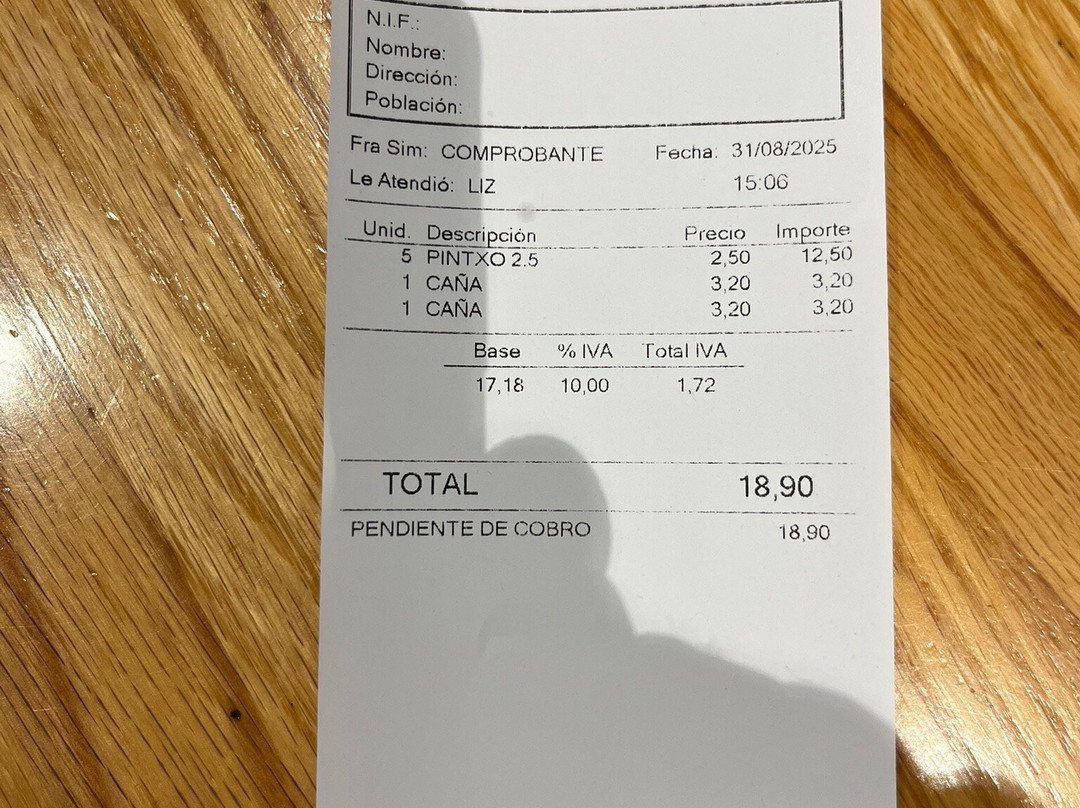 N.I.F.:
Nombre:
Dirección:
Población:
Fra Sim: COMPROBANTE Fecha: 31/08/2025
Le Atendió: LIZ 15:06
Unid. Descripción Precio Importe
5 PINTXO 2.5 2,50 12,50
1 CAÑA 3,20 3,20
1 CAÑA 3,20 3,20
Base % IVA Total IVA
17,18 10,00 1,72
TOTAL 18,90
PENDIENTE DE COBRO 18,90